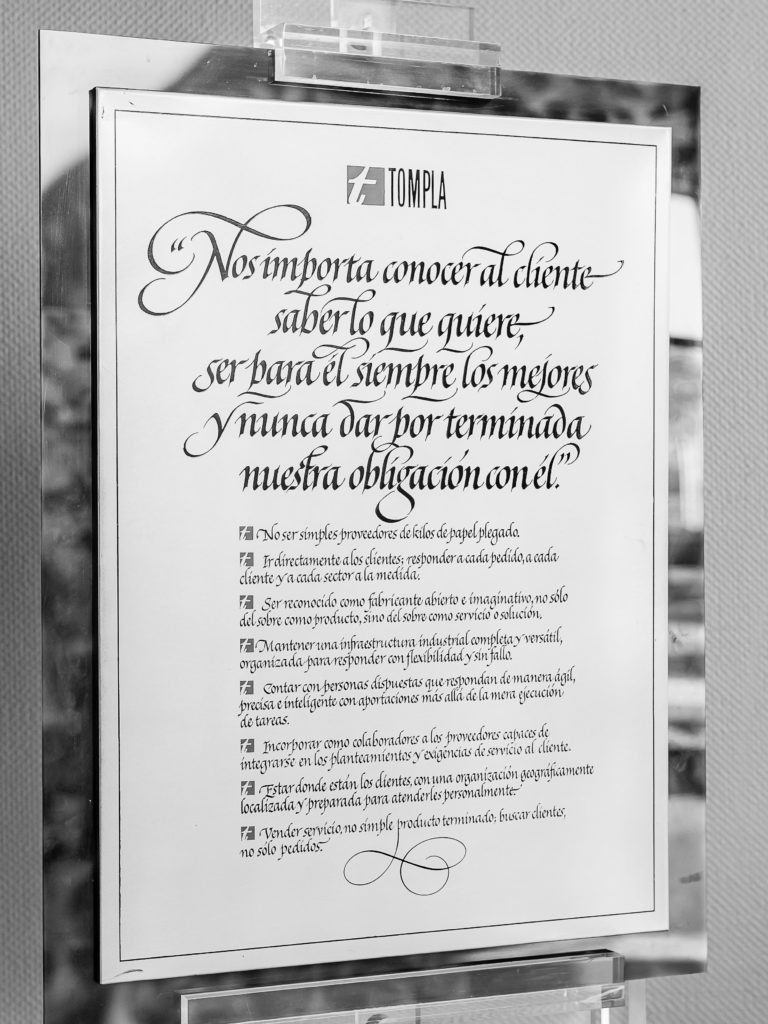 t TOMPLA
“Nos importa conocer al cliente
saber lo que quiere,
ser para él siempre los mejores
y nunca dar por terminada
nuestra obligación con él.”
t No ser simples proveedores de kilos de papel plegado.
t Ir directamente a los clientes; responder a cada pedido, a cada
cliente y a cada sector a la medida.
t Ser reconocido como fabricante abierto e imaginativo, no sólo
del sobre como producto, sino del sobre como servicio o solución.
t Mantener una infraestructura industrial completa y versátil,
organizada para responder con flexibilidad y sin fallo.
t Contar con personas dispuestas que respondan de manera ágil,
precisa e inteligente con aportaciones más allá de la mera ejecución
de tareas.
t Incorporar como colaboradores a los proveedores capaces de
integrarse en los planteamientos y exigencias de servicio al cliente.
t Estar donde están los clientes, con una organización geográficamente
localizada y preparada para atenderles personalmente
t Vender servicio, no simple producto terminado; buscar clientes,
no sólo pedidos.